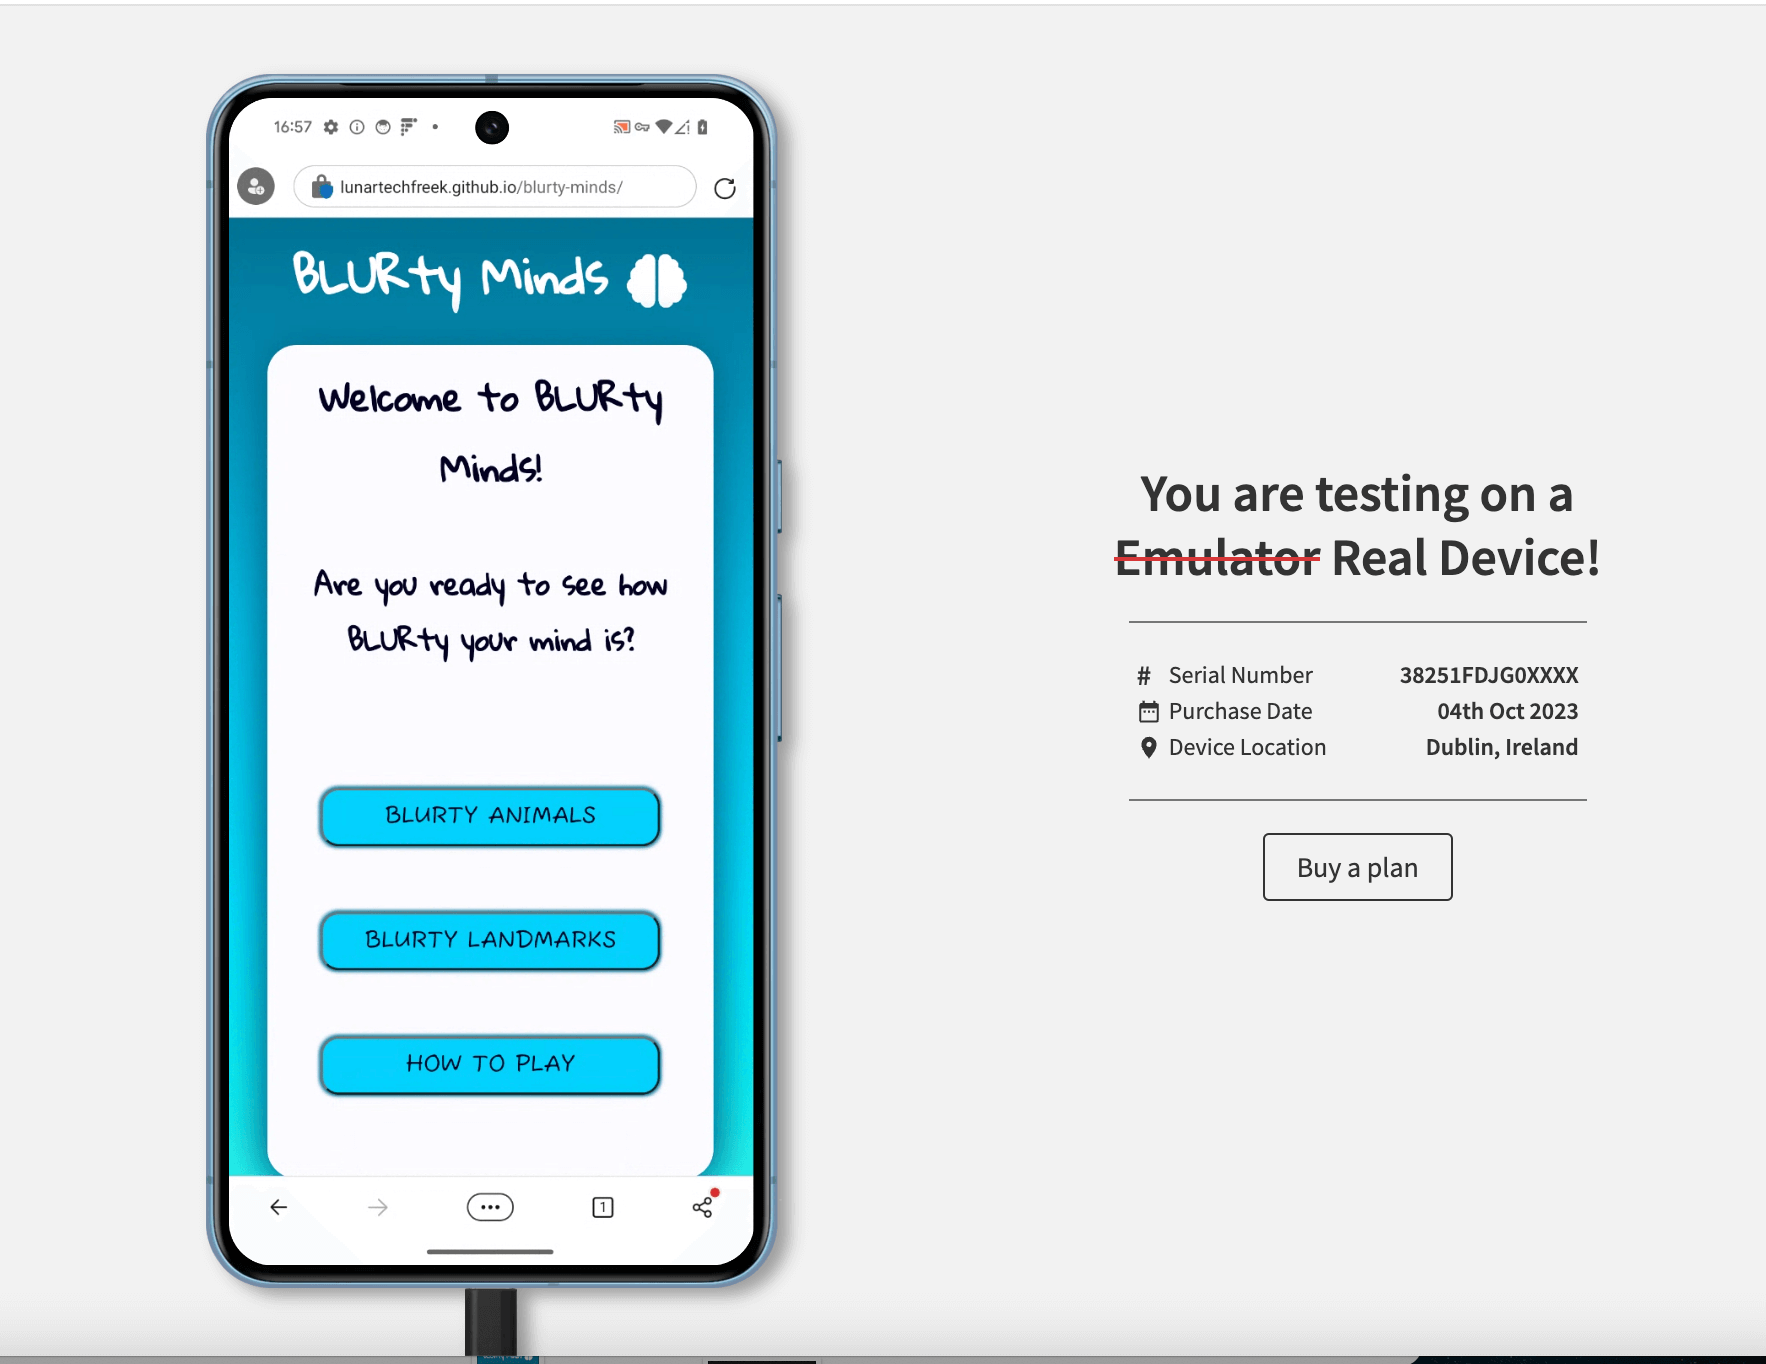 16:57
lunartechfreek.github.io/blurty-minds/
BLURty Minds
Welcome to BLURty
Minds!
Are you ready to see how
BLURty your mind is?
BLURTY ANIMALS
BLURTY LANDMARKS
HOW TO PLAY
1
You are testing on a
Emulator Real Device!
# Serial Number 38251FDJG0XXXX
Purchase Date 04th Oct 2023
Device Location Dublin, Ireland
Buy a plan